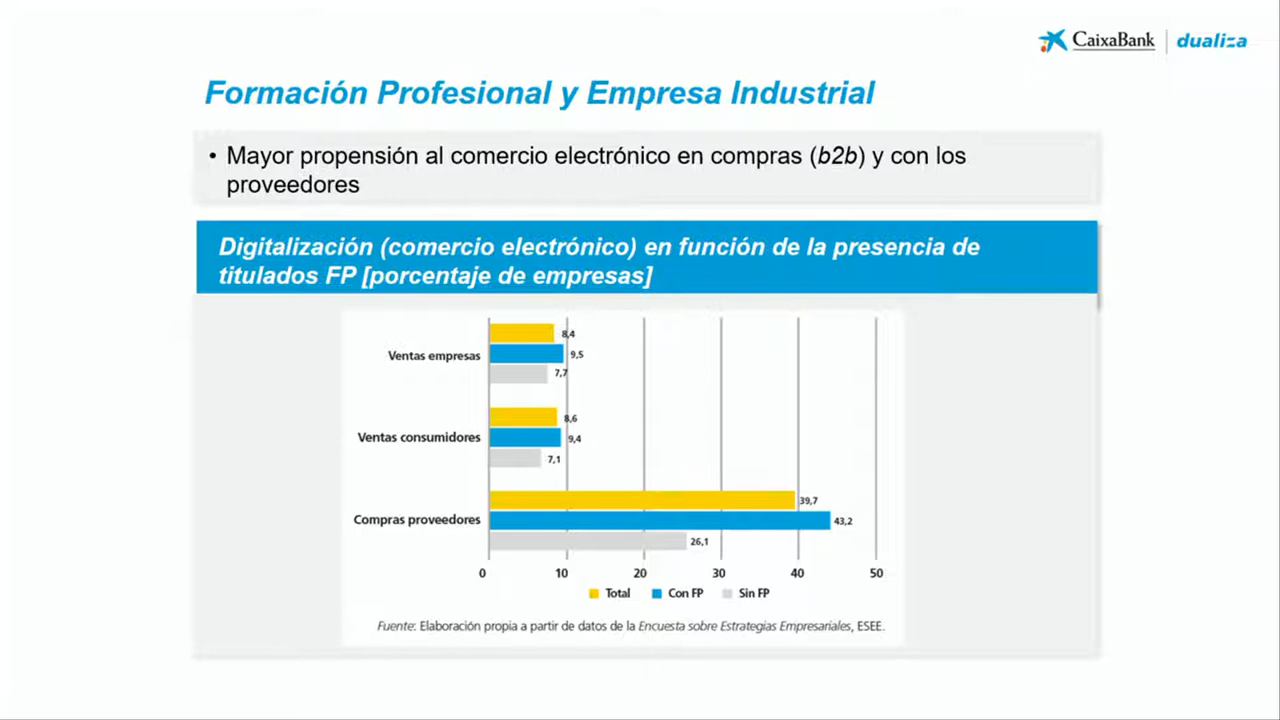 CaixaBank | dualiza
Formación Profesional y Empresa Industrial
• Mayor propensión al comercio electrónico en compras (b2b) y con los
proveedores
Digitalización (comercio electrónico) en función de la presencia de
titulados FP [porcentaje de empresas]
Ventas empresas
8,4
9,5
7,7
Ventas consumidores
8,6
9,4
7,1
Compras proveedores
39,7
43,2
26,1
0 10 20 30 40 50
Total Con FP Sin FP
Fuente: Elaboración propia a partir de datos de la Encuesta sobre Estrategias Empresariales, ESEE.